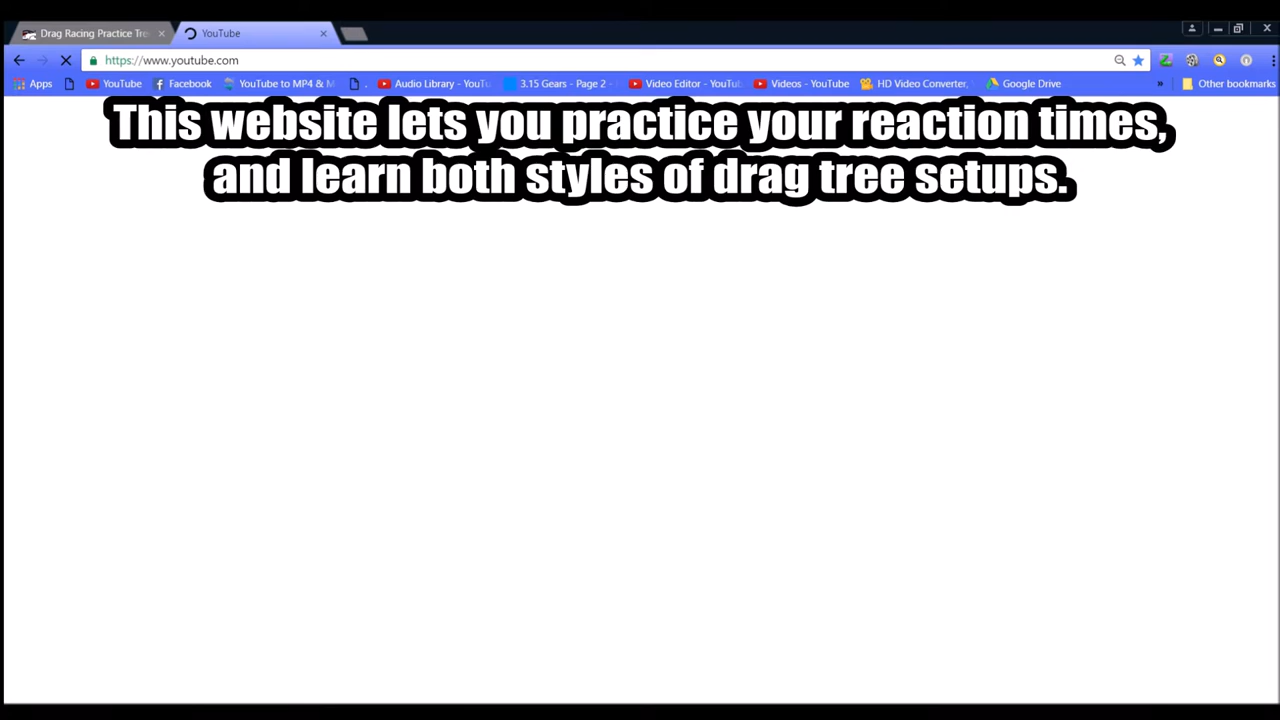 Drag Racing Practice Tre
YouTube
https://www.youtube.com
Apps YouTube Facebook YouTube to MP4 & M Audio Library - YouTu 3.15 Gears - Page 2 - Video Editor - YouTub Videos - YouTube HD Video Converter, Google Drive » Other bookmarks
This website lets you practice your reaction times,
and learn both styles of drag tree setups.